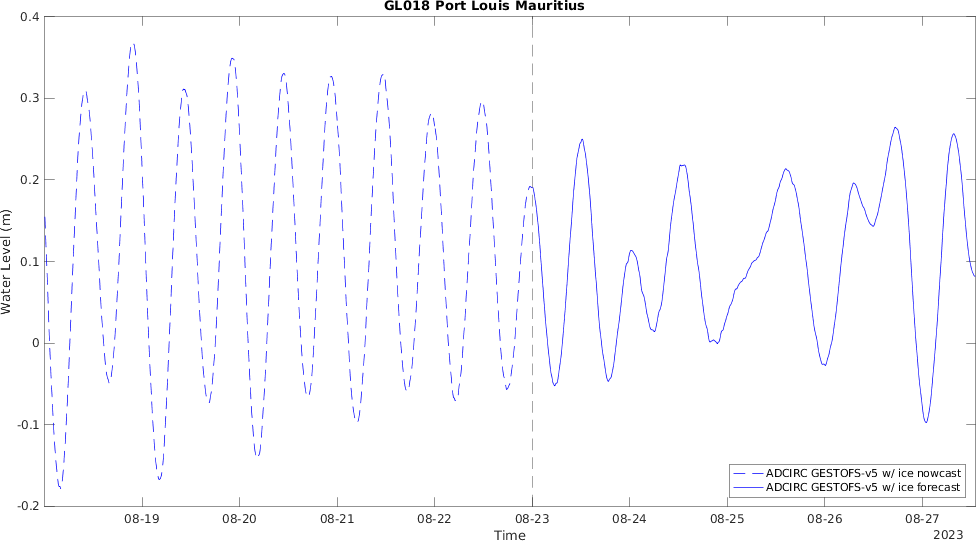 GL018 Port Louis Mauritius
0.4
0.3
0.2
0.1
0
-0.1
-0.2
Water Level (m)
ADCIRC GESTOFS-v5 w/ ice nowcast
ADCIRC GESTOFS-v5 w/ ice forecast
08-19 08-20 08-21 08-22 08-23 08-24 08-25 08-26 08-27
Time
2023